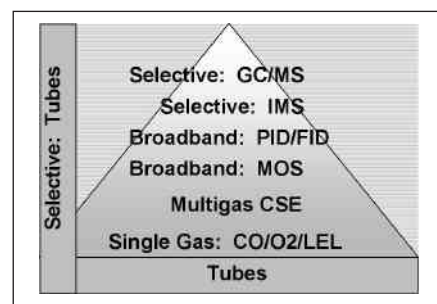 Selective: Tubes
Selective: GC/MS
Selective: IMS
Broadband: PID/FID
Broadband: MOS
Multigas CSE
Single Gas: CO/O2/LEL
Tubes